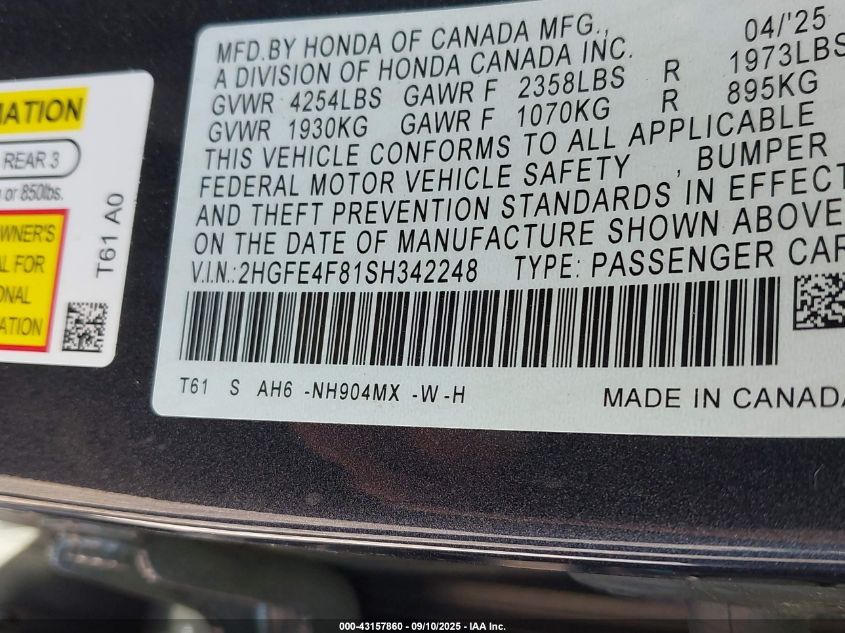 MATION
REAR 3
or 850lbs.
WNER'S
AL FOR
ONAL
ATION
T61 A0
MFD.BY HONDA OF CANADA MFG., 04/'25
A DIVISION OF HONDA CANADA INC.
GVWR 4254LBS GAWR F 2358LBS R 1973LBS
GVWR 1930KG GAWR F 1070KG R 895KG
THIS VEHICLE CONFORMS TO ALL APPLICABLE
FEDERAL MOTOR VEHICLE SAFETY , BUMPER
AND THEFT PREVENTION STANDARDS IN EFFECT
ON THE DATE OF MANUFACTURE SHOWN ABOVE
V.I.N.:2HGFE4F81SH342248 TYPE: PASSENGER CAR
T61 S AH6 -NH904MX -W -H MADE IN CANADA
000-43157860 - 09/10/2025 - IAA Inc.